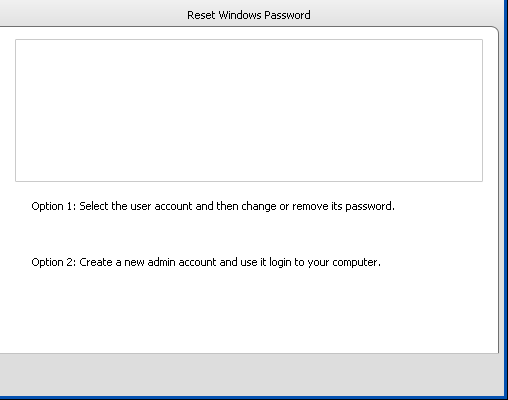 Reset Windows Password
Option 1: Select the user account and then change or remove its password.
Option 2: Create a new admin account and use it login to your computer.